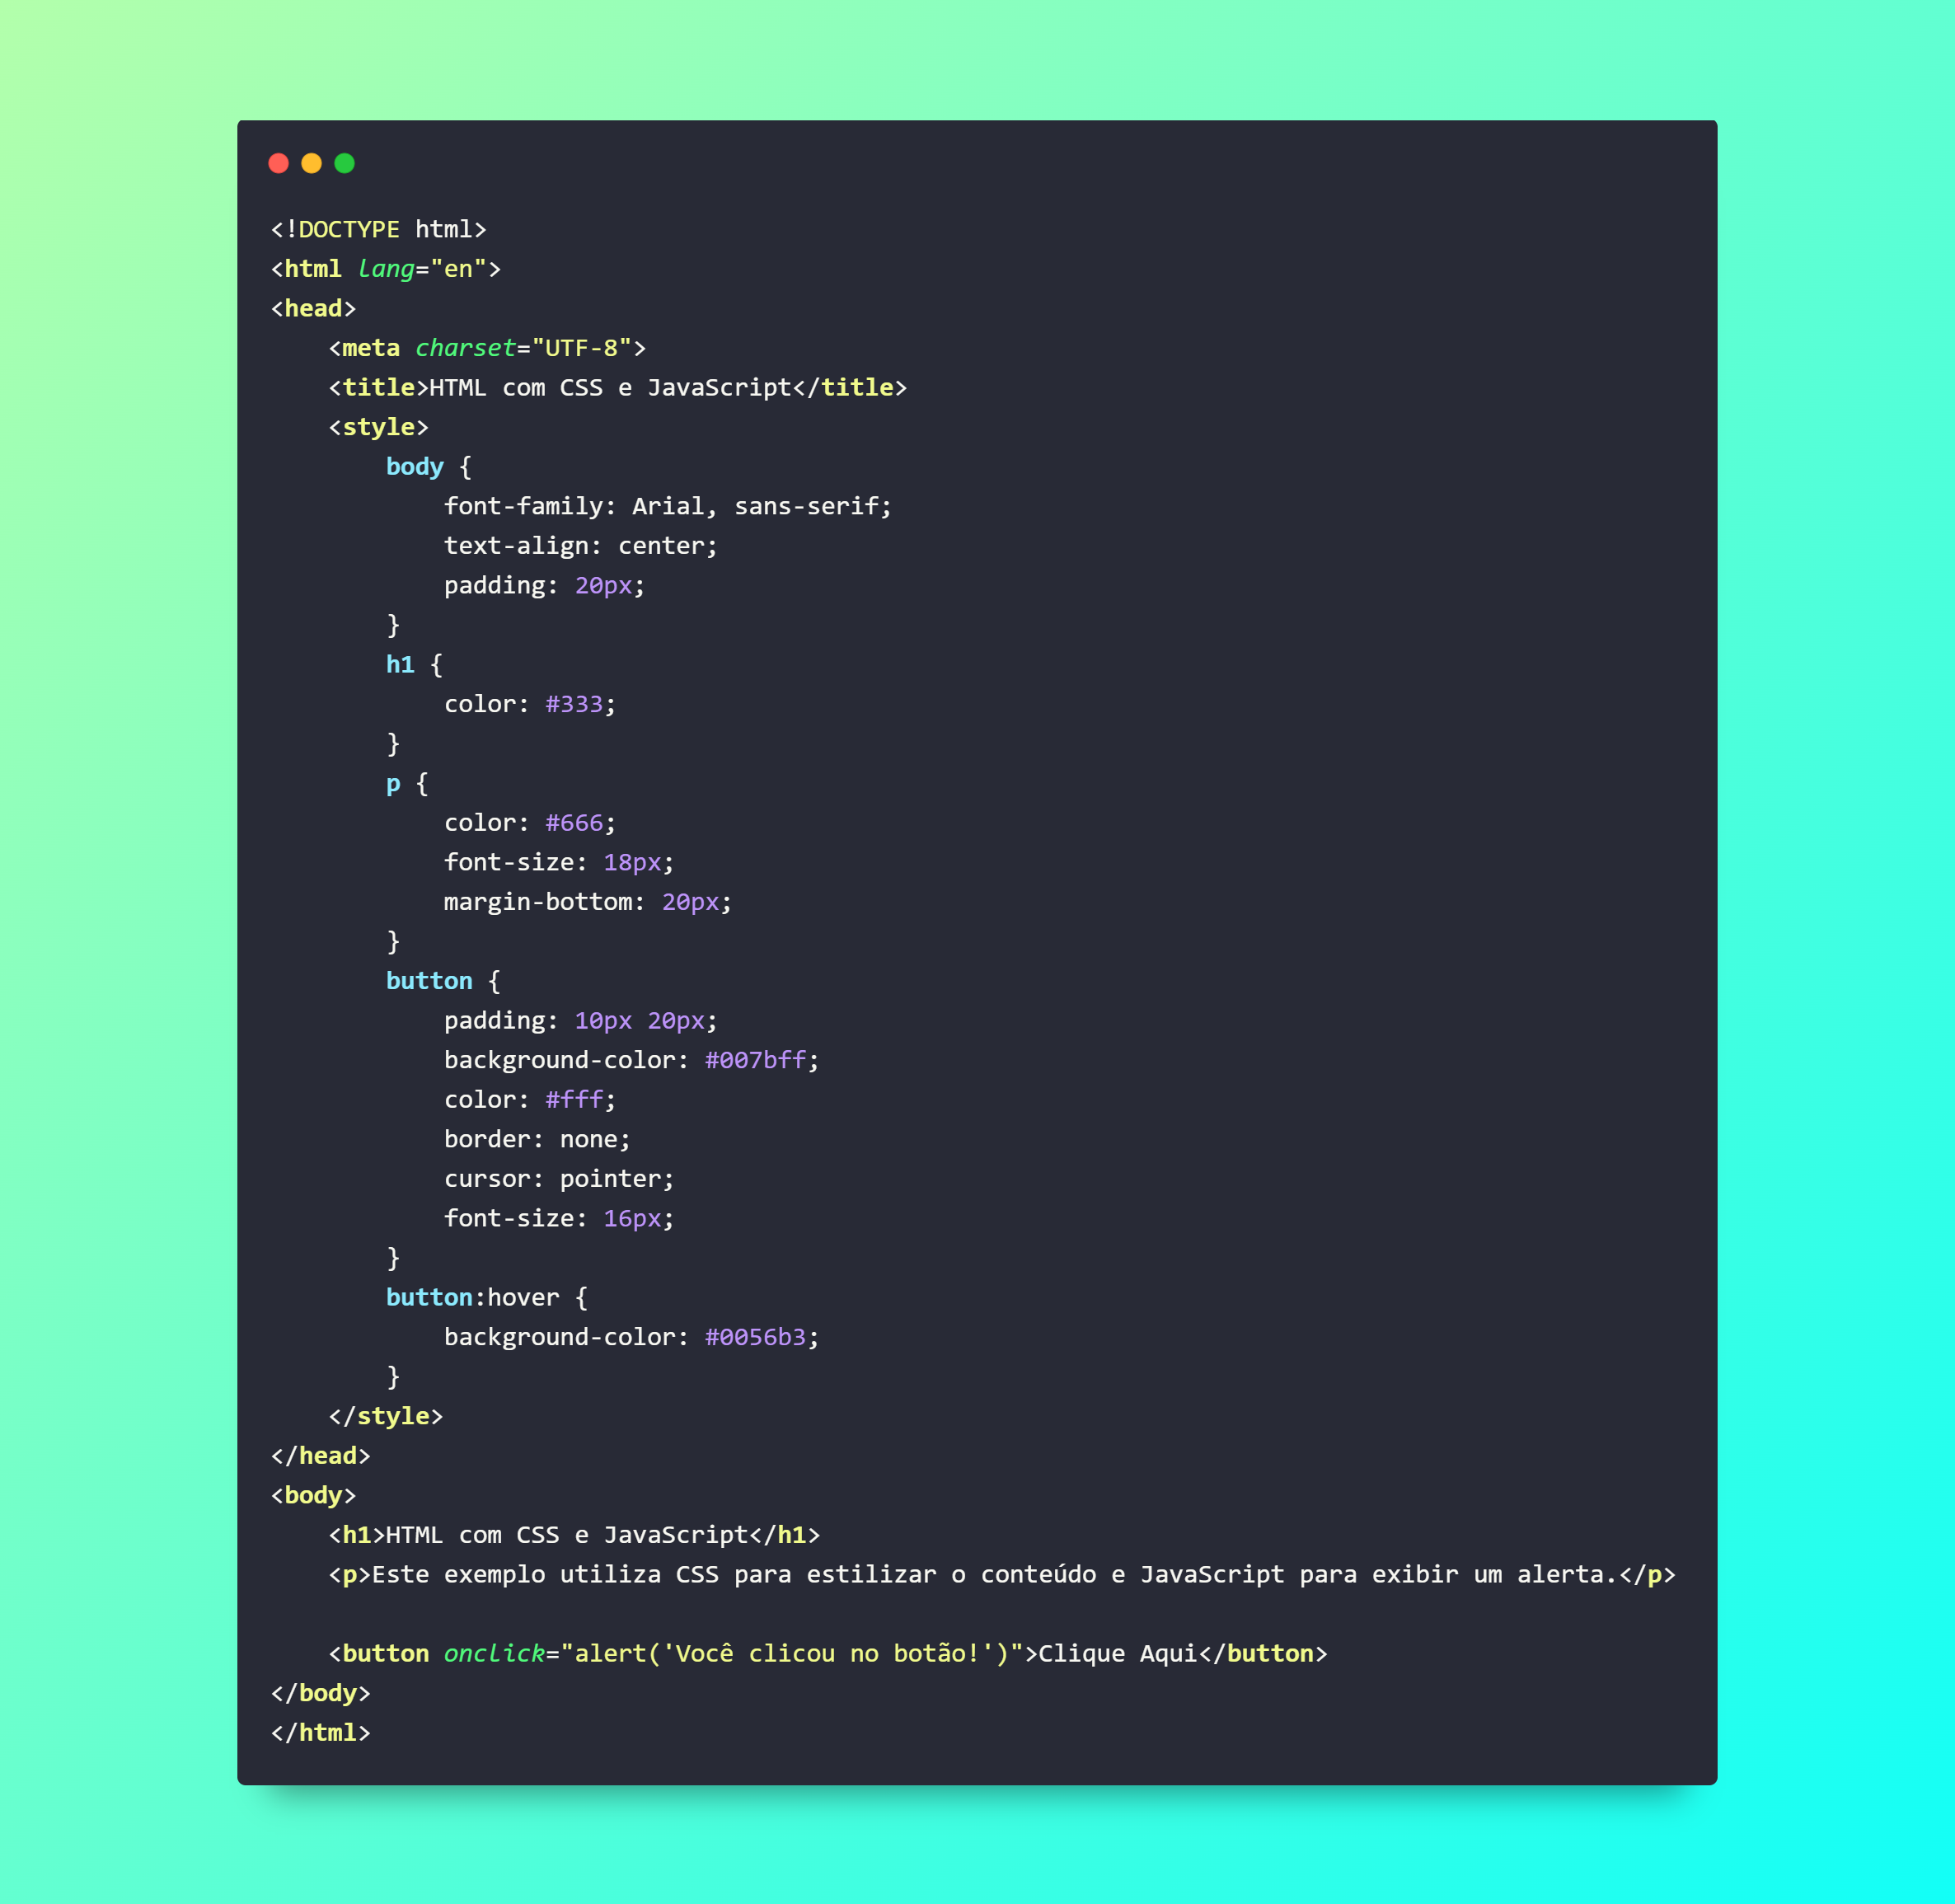 <!DOCTYPE html>
<html lang="en">
<head>
    <meta charset="UTF-8">
    <title>HTML com CSS e JavaScript</title>
    <style>
        body {
            font-family: Arial, sans-serif;
            text-align: center;
            padding: 20px;
        }
        h1 {
            color: #333;
        }
        p {
            color: #666;
            font-size: 18px;
            margin-bottom: 20px;
        }
        button {
            padding: 10px 20px;
            background-color: #007bff;
            color: #fff;
            border: none;
            cursor: pointer;
            font-size: 16px;
        }
        button:hover {
            background-color: #0056b3;
        }
    </style>
</head>
<body>
    <h1>HTML com CSS e JavaScript</h1>
    <p>Este exemplo utiliza CSS para estilizar o conteúdo e JavaScript para exibir um alerta.</p>

    <button onclick="alert('Você clicou no botão!')">Clique Aqui</button>
</body>
</html>